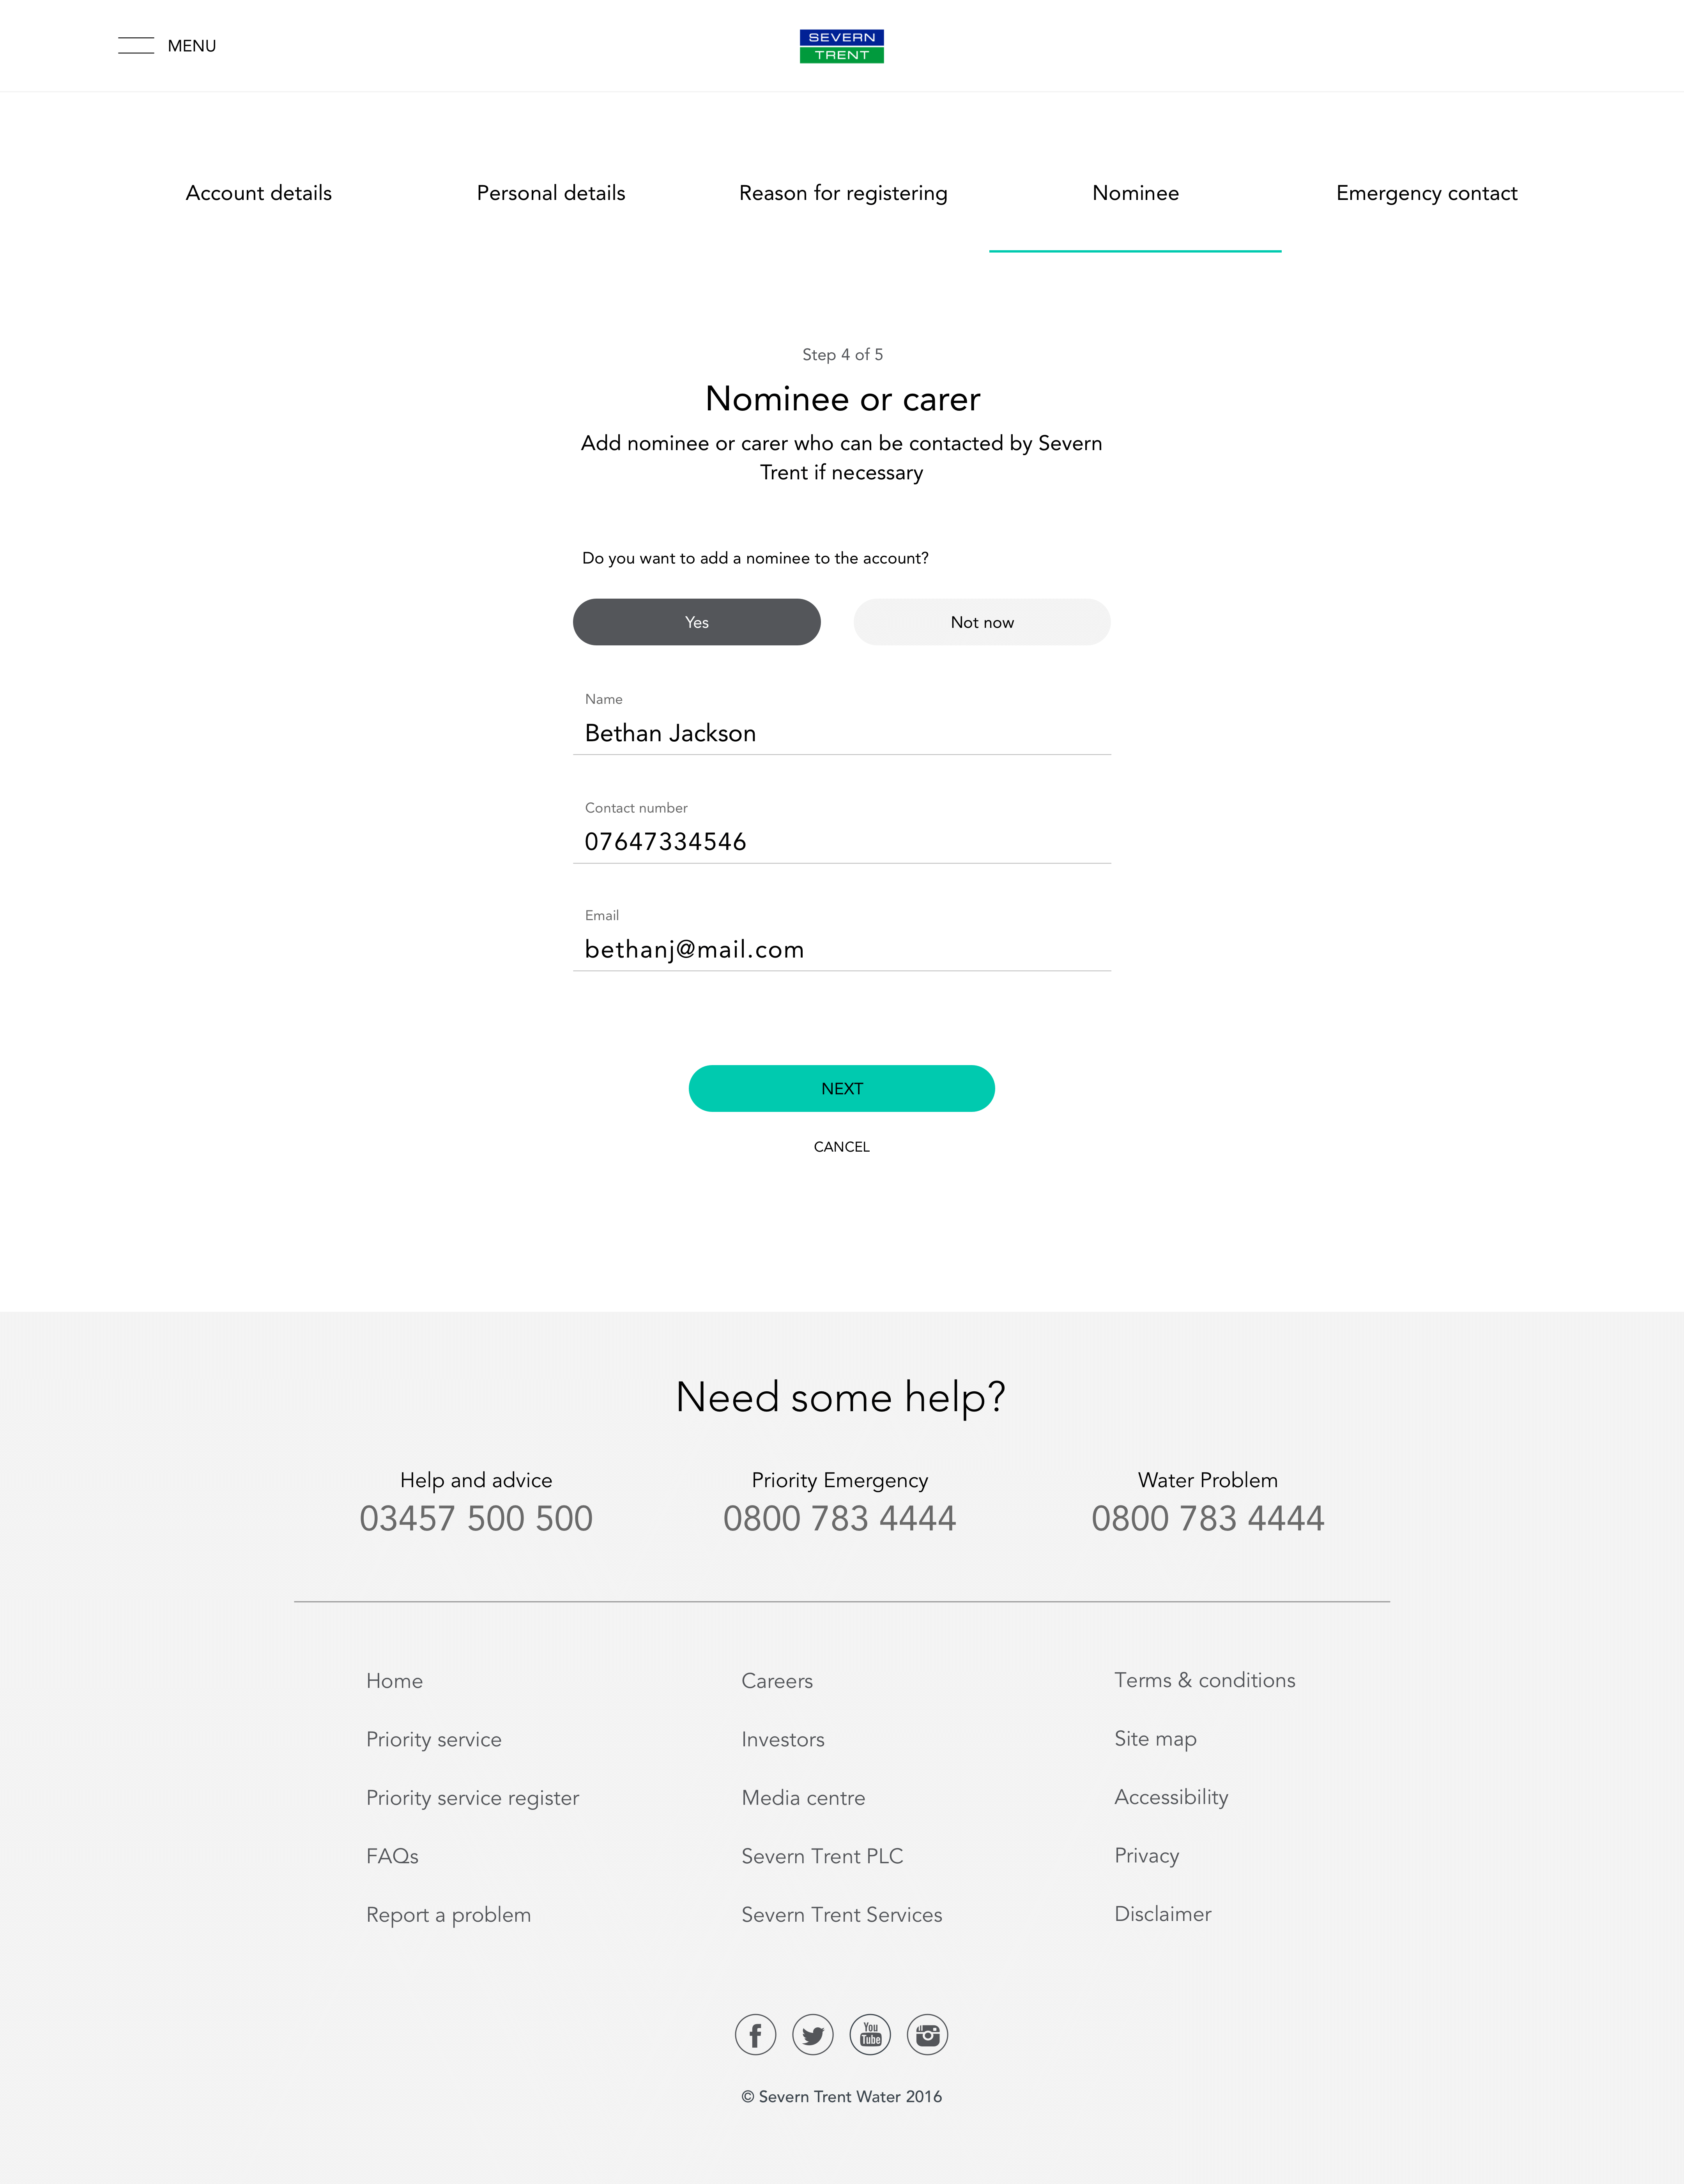 MENU
SEVERN
TRENT
Account details
Personal details
Reason for registering
Nominee
Emergency contact
Step 4 of 5
Nominee or carer
Add nominee or carer who can be contacted by Severn
Trent if necessary
Do you want to add a nominee to the account?
Yes
Not now
Name
Bethan Jackson
Contact number
07647334546
Email
bethanj@mail.com
NEXT
CANCEL
Need some help?
Help and advice
03457 500 500
Priority Emergency
0800 783 4444
Water Problem
0800 783 4444
Home
Priority service
Priority service register
FAQs
Report a problem
Careers
Investors
Media centre
Severn Trent PLC
Severn Trent Services
Terms & conditions
Site map
Accessibility
Privacy
Disclaimer
You
Tube
© Severn Trent Water 2016